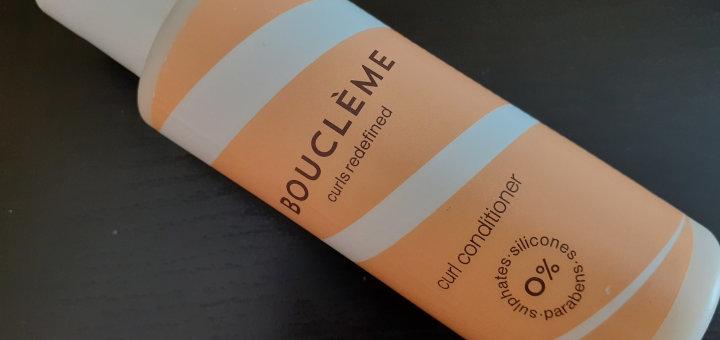 BOUCLÈME
curls redefined
curl conditioner
0%
sulphates · silicones · parabens ·